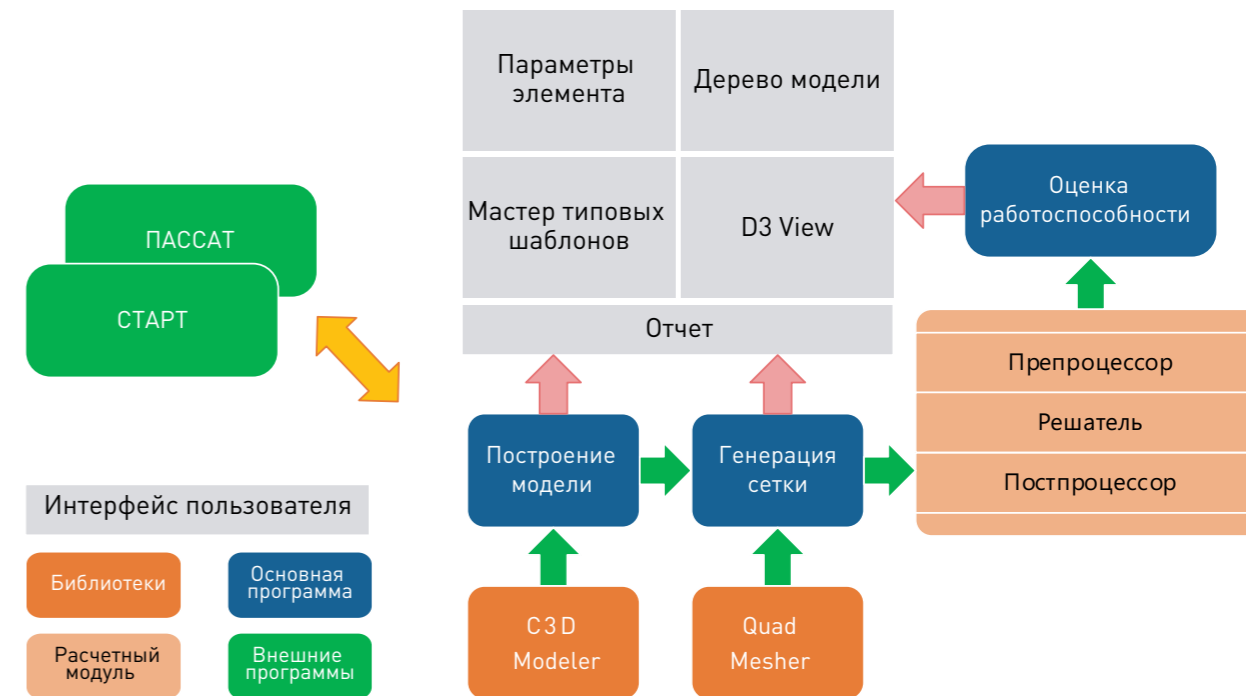 Параметры
элемента
Дерево модели
Мастер типовых
шаблонов
D3 View
Отчет
Оценка
работоспособности
ПАССАТ
СТАРТ
Препроцессор
Решатель
Постпроцессор
Построение
модели
Генерация
сетки
C3D
Modeler
Quad
Mesher
Интерфейс пользователя
Библиотеки
Основная
программа
Расчетный
модуль
Внешние
программы